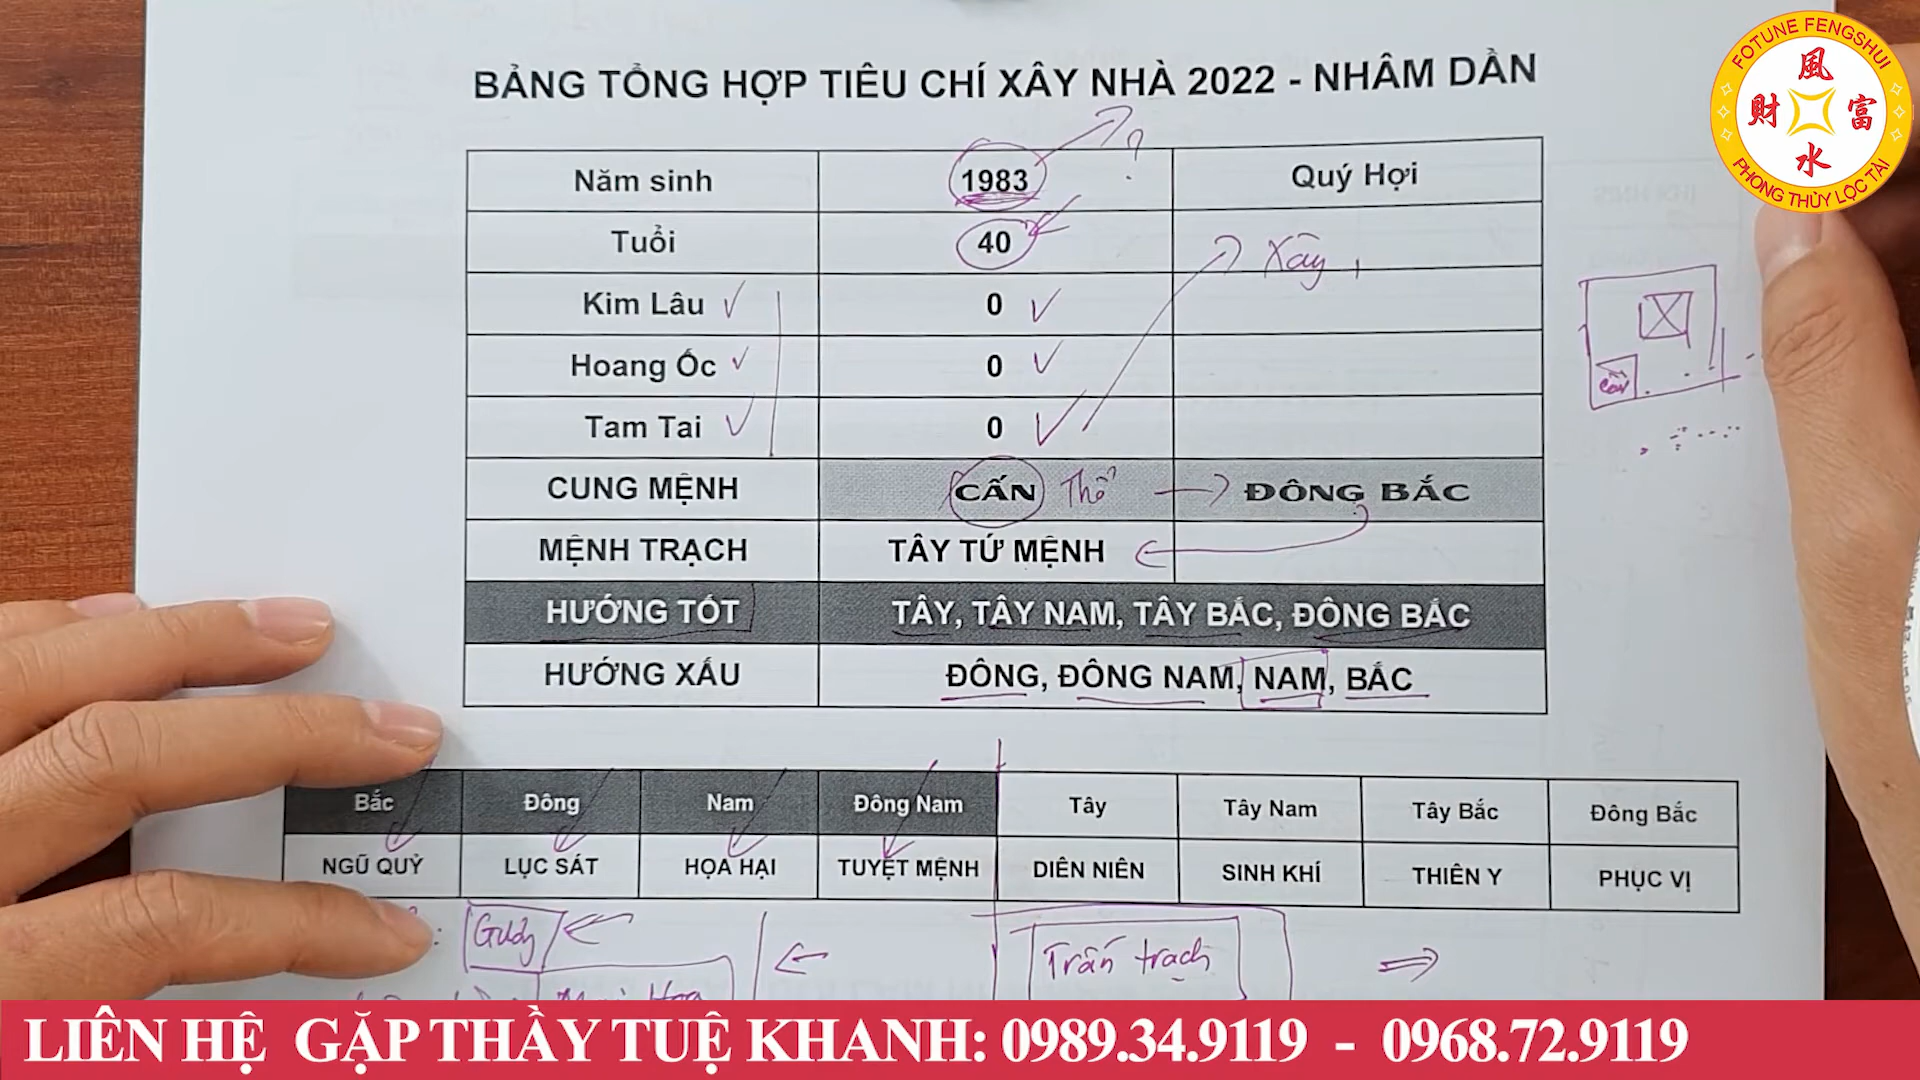 BẢNG TỔNG HỢP TIÊU CHÍ XÂY NHÀ 2022 - NHÂM DẦN
FOTUNE FENGSHUI
風
財 富
水
PHONG THỦY LỘC TÀI
Năm sinh 1983 Quý Hợi
?
Tuổi 40
Xây
Kim Lâu 0
Hoang Ốc 0
Tam Tai 0
CUNG MỆNH CẤN Thổ ĐÔNG BẮC
MỆNH TRẠCH TÂY TỨ MỆNH
HƯỚNG TỐT TÂY, TÂY NAM, TÂY BẮC, ĐÔNG BẮC
HƯỚNG XẤU ĐÔNG, ĐÔNG NAM, NAM, BẮC
Bắc Đông Nam Đông Nam Tây Tây Nam Tây Bắc Đông Bắc
NGŨ QUỶ LỤC SÁT HỌA HẠI TUYỆT MỆNH DIÊN NIÊN SINH KHÍ THIÊN Y PHỤC VỊ
Trấn trạch
LIÊN HỆ GẶP THẦY TUỆ KHANH: 0989.34.9119 - 0968.72.9119